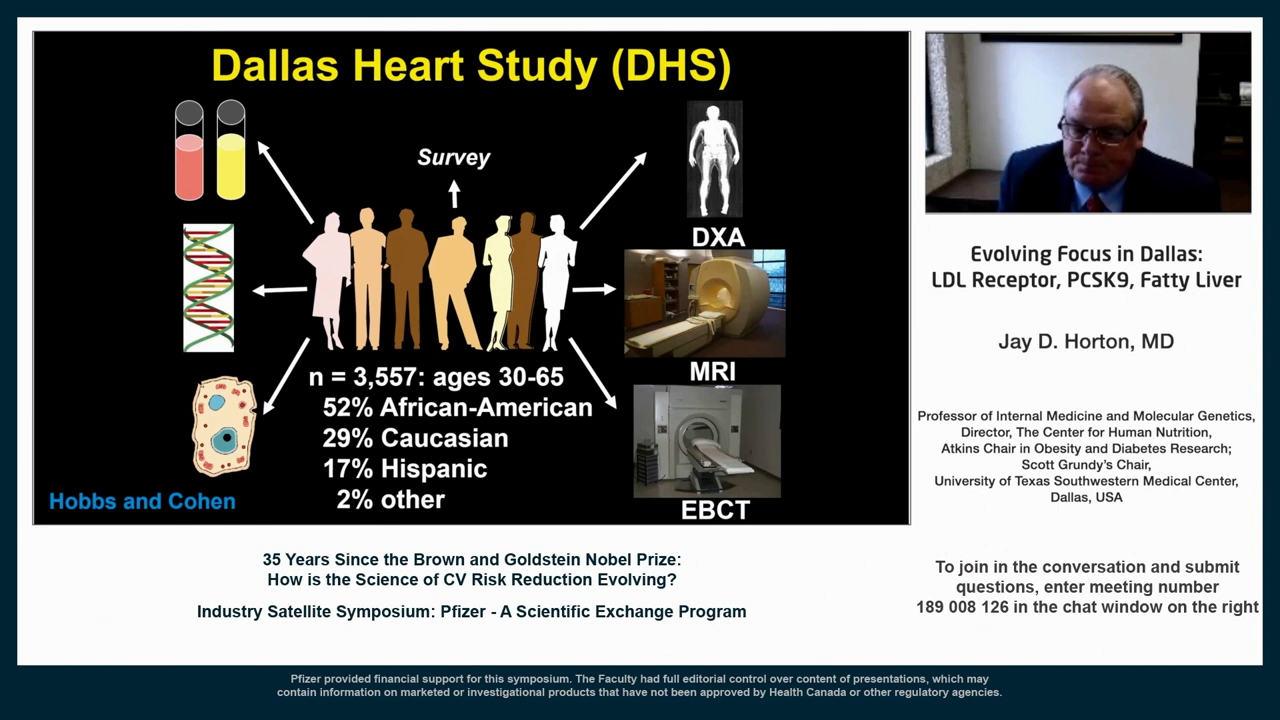 Dallas Heart Study (DHS)
Survey
DXA
MRI
n = 3,557: ages 30-65
52% African-American
29% Caucasian
17% Hispanic
2% other
EBCT
Hobbs and Cohen
Evolving Focus in Dallas:
LDL Receptor, PCSK9, Fatty Liver
Jay D. Horton, MD
Professor of Internal Medicine and Molecular Genetics,
Director, The Center for Human Nutrition,
Atkins Chair in Obesity and Diabetes Research;
Scott Grundy's Chair,
University of Texas Southwestern Medical Center,
Dallas, USA
35 Years Since the Brown and Goldstein Nobel Prize:
How is the Science of CV Risk Reduction Evolving?
Industry Satellite Symposium: Pfizer - A Scientific Exchange Program
To join in the conversation and submit
questions, enter meeting number
189 008 126 in the chat window on the right
Pfizer provided financial support for this symposium. The Faculty had full editorial control over content of presentations, which may
contain information on marketed or investigational products that have not been approved by Health Canada or other regulatory agencies.